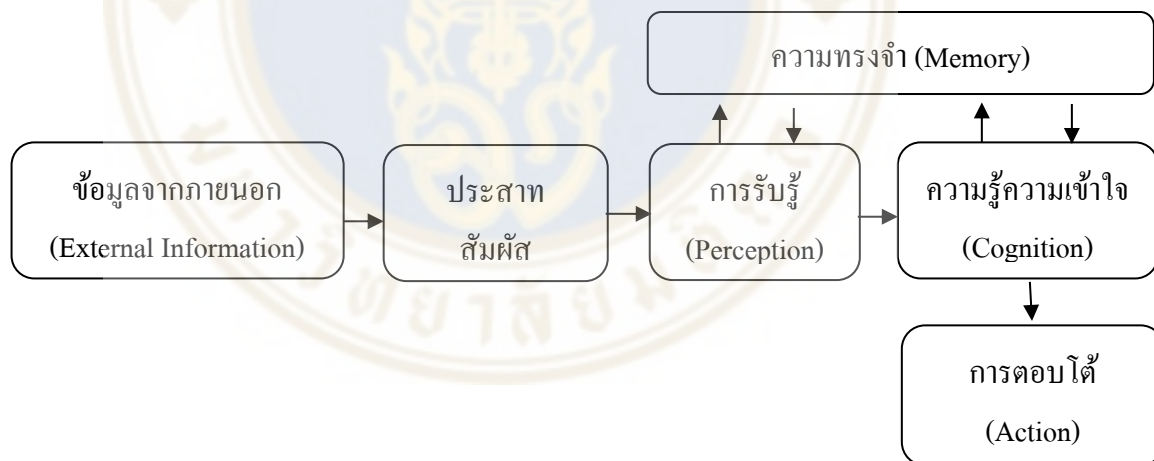 ความทรงจำ (Memory)
ข้อมูลจากภายนอก
(External Information)
ประสาท
สัมผัส
การรับรู้
(Perception)
ความรู้ความเข้าใจ
(Cognition)
การตอบโต้
(Action)